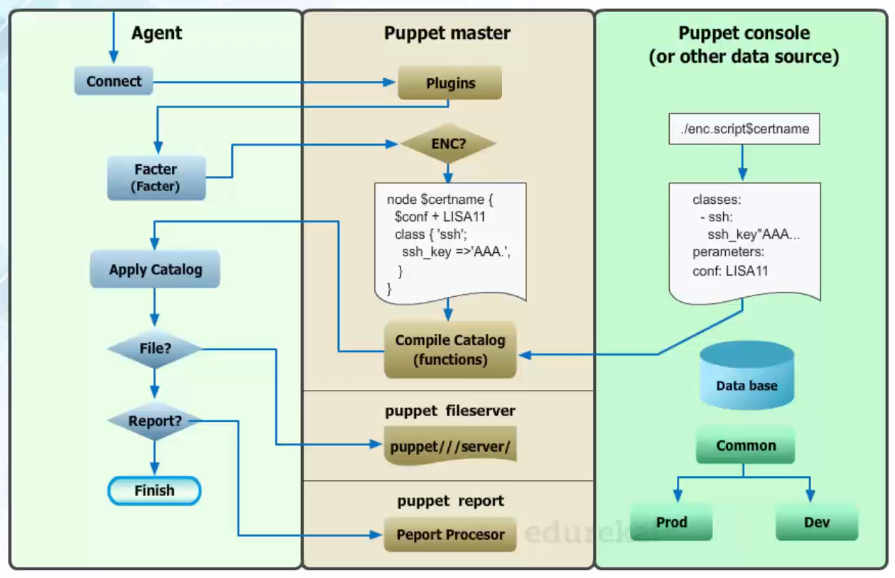 Agent
Connect
Facter
(Facter)
Apply Catalog
File?
Report?
Finish
Puppet master
Plugins
ENC?
node $certname {
$conf + LISA11
class { 'ssh';
ssh_key =>'AAA.',
}
}
Compile Catalog
(functions)
puppet fileserver
puppet///server/
puppet report
Peport Procesor
Puppet console
(or other data source)
./enc.script$certname
classes:
- ssh:
ssh_key"AAA...
perameters:
conf: LISA11
Data base
Common
Prod
Dev
edureka